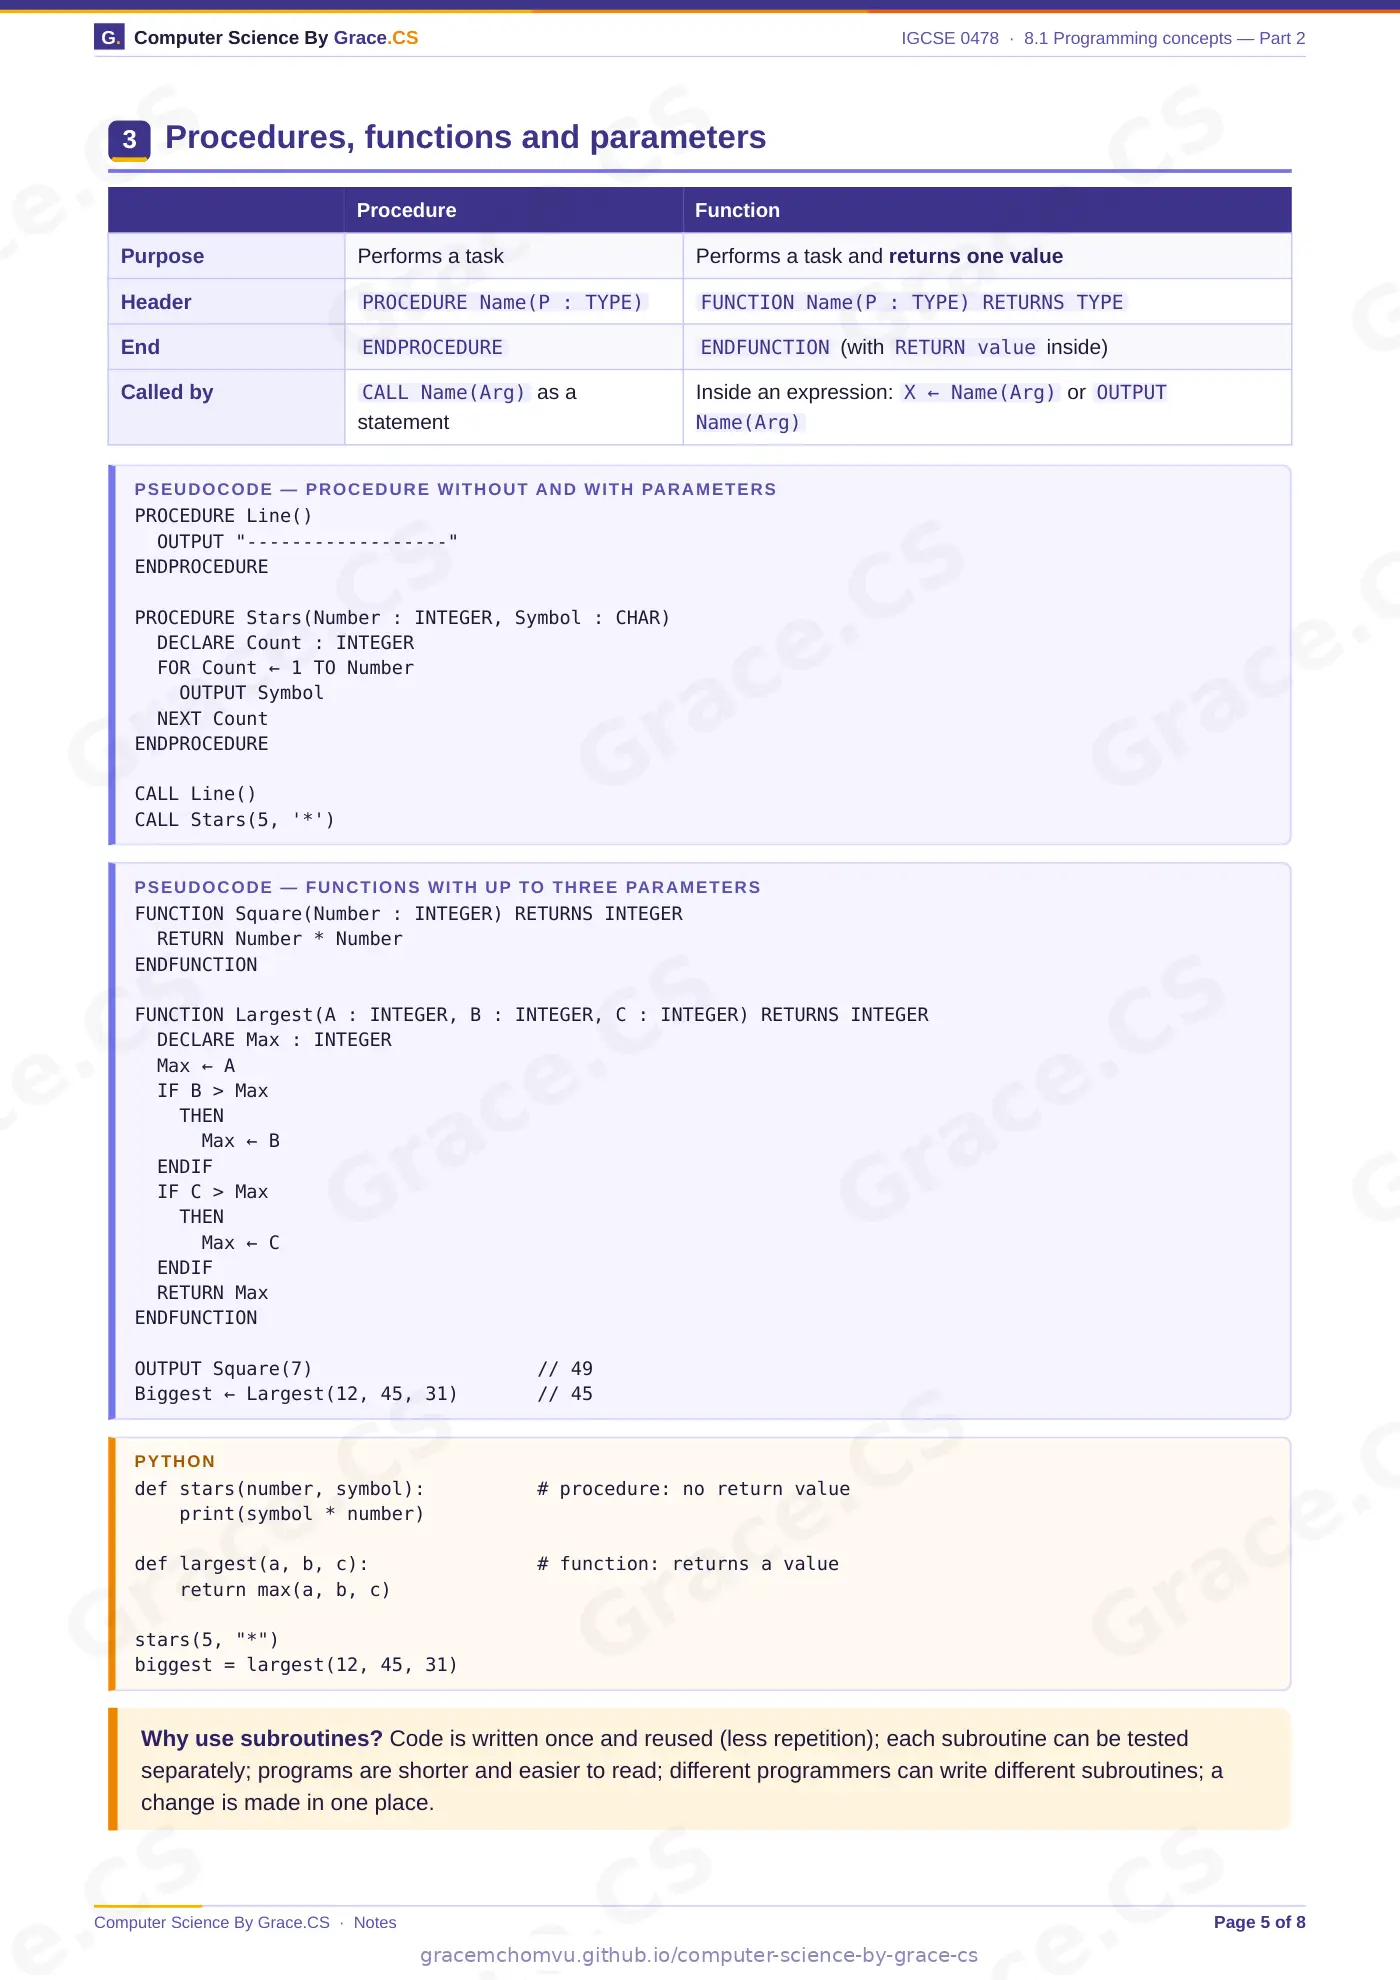 G. Computer Science By Grace.CS
IGCSE 0478 · 8.1 Programming concepts — Part 2
3 Procedures, functions and parameters
Procedure Function
Purpose Performs a task Performs a task and returns one value
Header PROCEDURE Name(P : TYPE) FUNCTION Name(P : TYPE) RETURNS TYPE
End ENDPROCEDURE ENDFUNCTION (with RETURN value inside)
Called by CALL Name(Arg) as a statement Inside an expression: X ← Name(Arg) or OUTPUT Name(Arg)
PSEUDOCODE — PROCEDURE WITHOUT AND WITH PARAMETERS
PROCEDURE Line()
  OUTPUT "------------------"
ENDPROCEDURE

PROCEDURE Stars(Number : INTEGER, Symbol : CHAR)
  DECLARE Count : INTEGER
  FOR Count ← 1 TO Number
    OUTPUT Symbol
  NEXT Count
ENDPROCEDURE

CALL Line()
CALL Stars(5, '*')
PSEUDOCODE — FUNCTIONS WITH UP TO THREE PARAMETERS
FUNCTION Square(Number : INTEGER) RETURNS INTEGER
  RETURN Number * Number
ENDFUNCTION

FUNCTION Largest(A : INTEGER, B : INTEGER, C : INTEGER) RETURNS INTEGER
  DECLARE Max : INTEGER
  Max ← A
  IF B > Max
    THEN
      Max ← B
  ENDIF
  IF C > Max
    THEN
      Max ← C
  ENDIF
  RETURN Max
ENDFUNCTION

OUTPUT Square(7)                    // 49
Biggest ← Largest(12, 45, 31)       // 45
PYTHON
def stars(number, symbol):          # procedure: no return value
    print(symbol * number)

def largest(a, b, c):               # function: returns a value
    return max(a, b, c)

stars(5, "*")
biggest = largest(12, 45, 31)
Why use subroutines? Code is written once and reused (less repetition); each subroutine can be tested
separately; programs are shorter and easier to read; different programmers can write different subroutines; a
change is made in one place.
Computer Science By Grace.CS · Notes
Page 5 of 8
gracemchomvu.github.io/computer-science-by-grace-cs